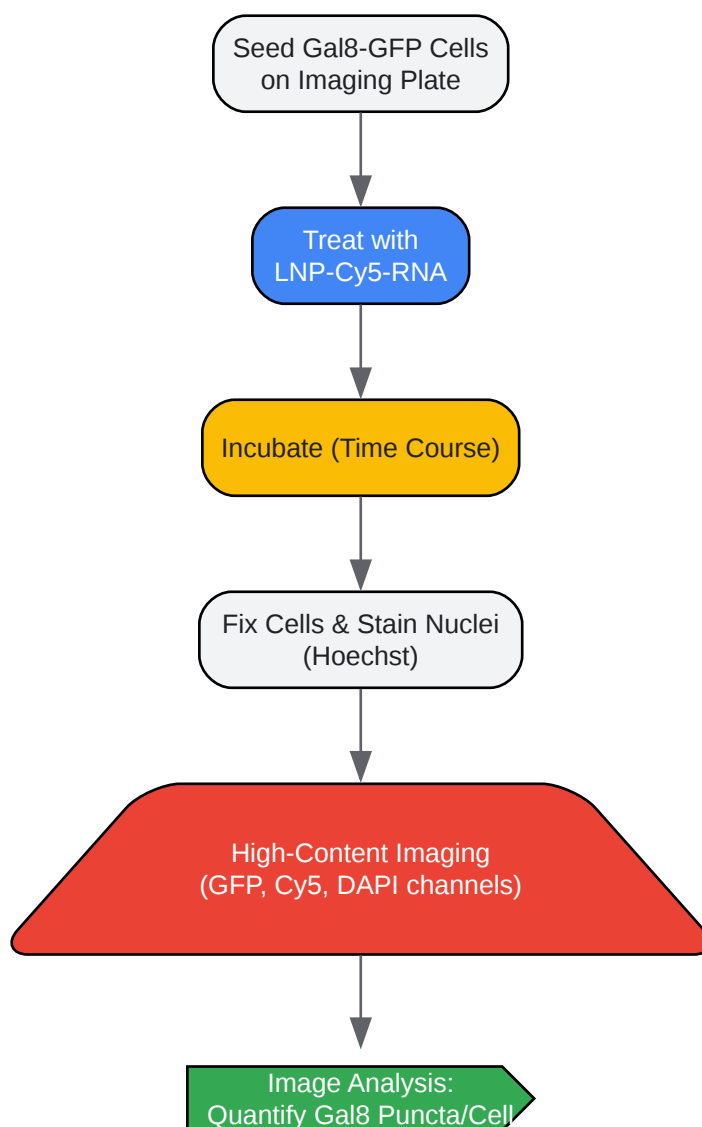 Seed Gal8-GFP Cells
on Imaging Plate
Treat with
LNP-Cy5-RNA
Incubate (Time Course)
Fix Cells & Stain Nuclei
(Hoechst)
High-Content Imaging
(GFP, Cy5, DAPI channels)
Image Analysis:
Quantify Gal8 Puncta/Cell